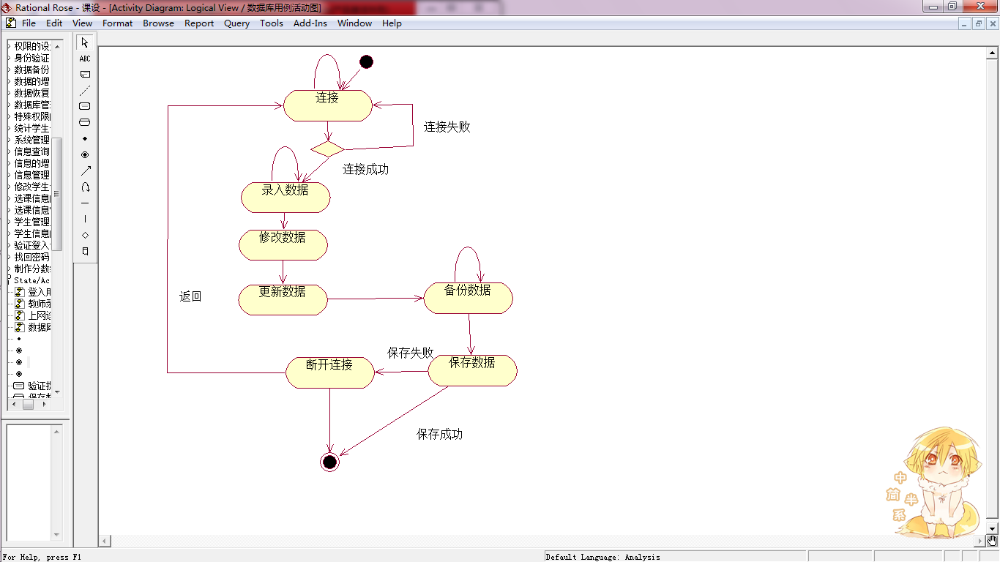 Rational Rose - 课设 - [Activity Diagram: Logical View / 数据库用例活动图]
File Edit View Format Browse Report Query Tools Add-Ins Window Help
权限的设
身份验证
数据备份
数据的增
数据恢复
数据库管
特殊权限
统计学生
系统管理
信息查询
信息的增
信息管理
修改学生
选课信息
选课信息
学生管理
学生信息
验证登入
找回密码
制作分数
State/Ac
登入用
教师录
上网选
数据库
验证
保存数
ABC
连接
连接失败
连接成功
录入数据
修改数据
更新数据
备份数据
返回
保存失败
保存数据
断开连接
保存成功
中
简 半
系
For Help, press F1
Default Language: Analysis